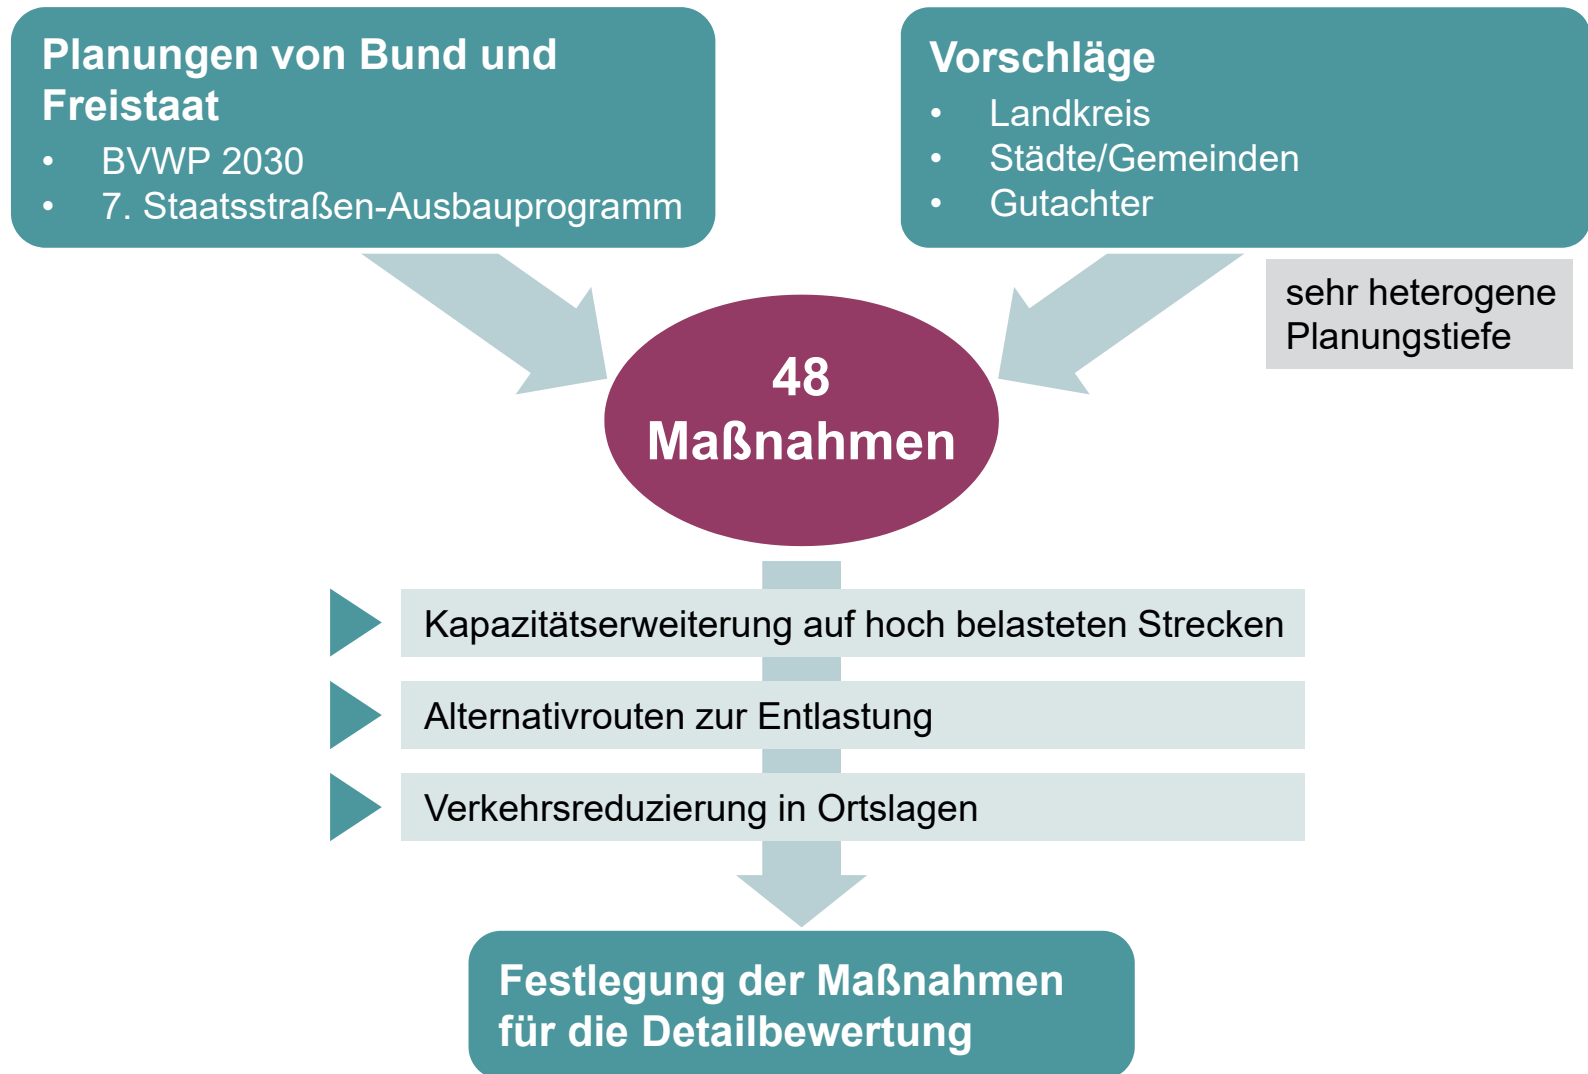 Planungen von Bund und
Freistaat
• BVWP 2030
• 7. Staatsstraßen-Ausbauprogramm
Vorschläge
• Landkreis
• Städte/Gemeinden
• Gutachter
sehr heterogene
Planungstiefe
48
Maßnahmen
Kapazitätserweiterung auf hoch belasteten Strecken
Alternativrouten zur Entlastung
Verkehrsreduzierung in Ortslagen
Festlegung der Maßnahmen
für die Detailbewertung